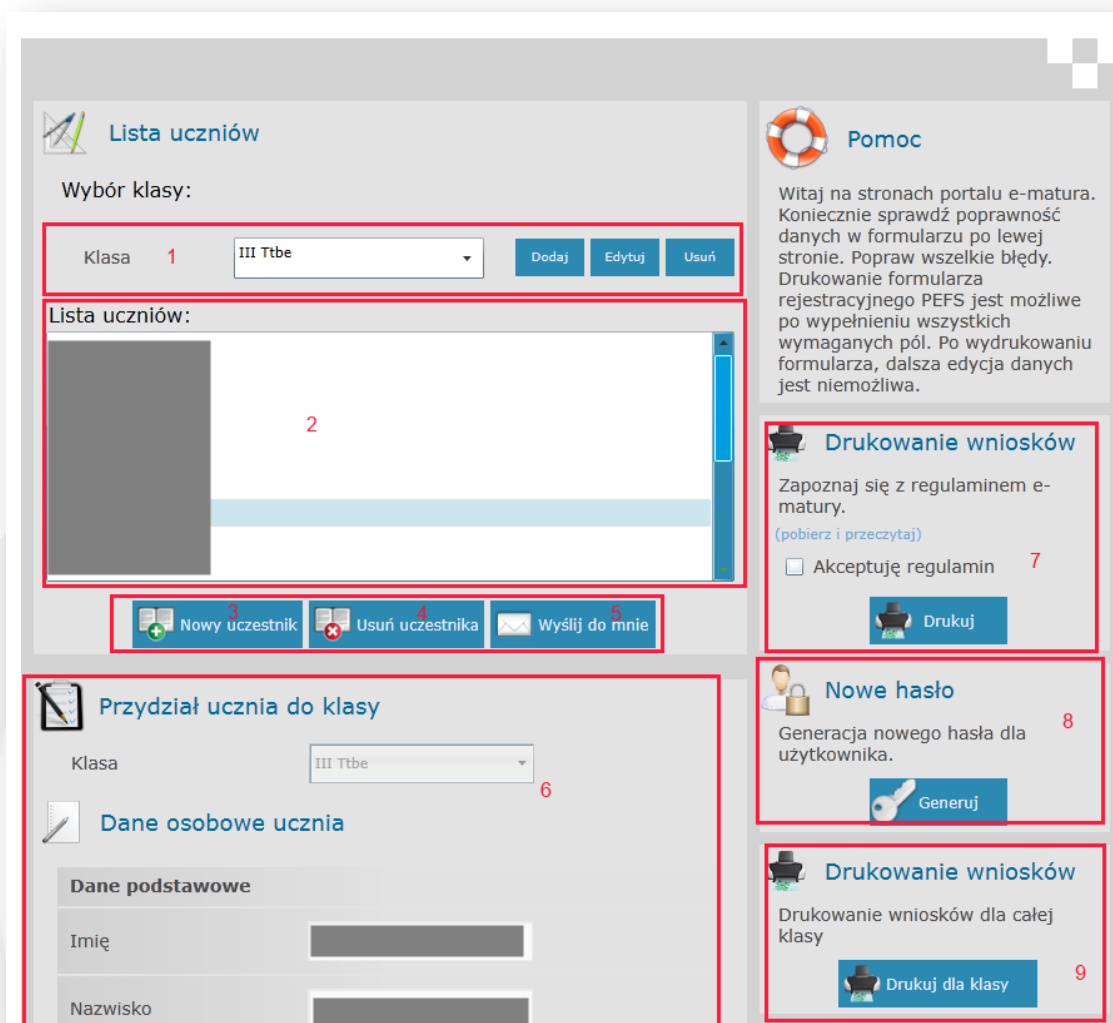 Lista uczniów
Wybór klasy:
Klasa 1 III Ttbe Dodaj Edytuj Usuń
Lista uczniów:
2
3 4 5
Nowy uczestnik Usuń uczestnika Wyślij do mnie
Przydział ucznia do klasy
Klasa III Ttbe
6
Dane osobowe ucznia
Dane podstawowe
Imię
Nazwisko
Pomoc
Witaj na stronach portalu e-matura.
Koniecznie sprawdź poprawność
danych w formularzu po lewej
stronie. Popraw wszelkie błędy.
Drukowanie formularza
rejestracyjnego PEFS jest możliwe
po wypełnieniu wszystkich
wymaganych pól. Po wydrukowaniu
formularza, dalsza edycja danych
jest niemożliwa.
Drukowanie wniosków
Zapoznaj się z regulaminem e-
matury.
(pobierz i przeczytaj)
Akceptuję regulamin 7
Drukuj
Nowe hasło
8
Generacja nowego hasła dla
użytkownika.
Generuj
Drukowanie wniosków
Drukowanie wniosków dla całej
klasy
Drukuj dla klasy 9